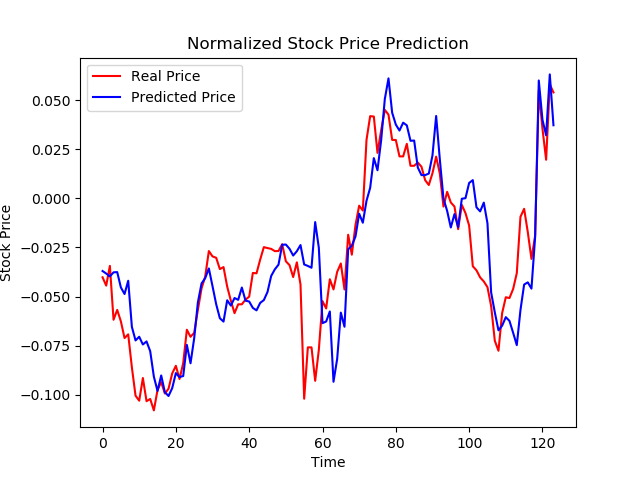 Normalized Stock Price Prediction
Real Price
Predicted Price
Stock Price
0.050
0.025
0.000
−0.025
−0.050
−0.075
−0.100
0 20 40 60 80 100 120
Time